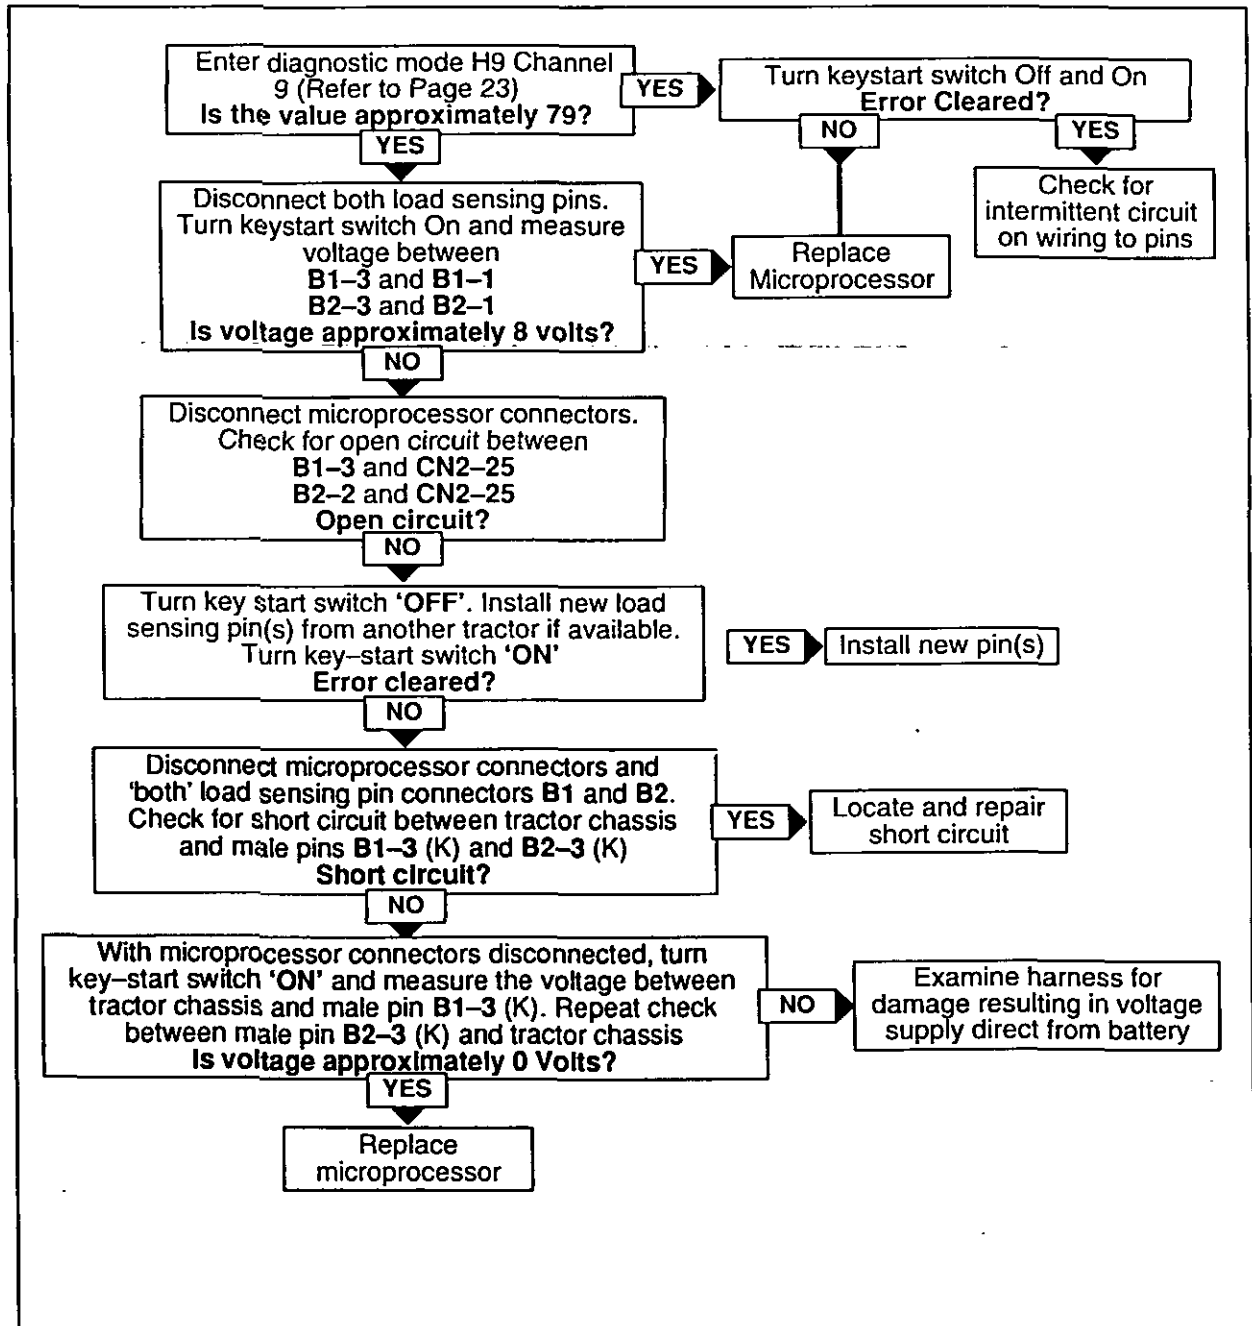 Enter diagnostic mode H9 Channel
9 (Refer to Page 23)
Is the value approximately 79?
YES
Turn keystart switch Off and On
Error Cleared?
YES
NO
YES
Disconnect both load sensing pins.
Turn keystart switch On and measure
voltage between
B1–3 and B1–1
B2–3 and B2–1
Is voltage approximately 8 volts?
YES
Replace
Microprocessor
Check for
intermittent circuit
on wiring to pins
NO
Disconnect microprocessor connectors.
Check for open circuit between
B1–3 and CN2–25
B2–2 and CN2–25
Open circuit?
NO
Turn key start switch ‘OFF’. Install new load
sensing pin(s) from another tractor if available.
Turn key–start switch ‘ON’
Error cleared?
YES
Install new pin(s)
NO
Disconnect microprocessor connectors and
‘both’ load sensing pin connectors B1 and B2.
Check for short circuit between tractor chassis
and male pins B1–3 (K) and B2–3 (K)
Short circuit?
YES
Locate and repair
short circuit
NO
With microprocessor connectors disconnected, turn
key–start switch ‘ON’ and measure the voltage between
tractor chassis and male pin B1–3 (K). Repeat check
between male pin B2–3 (K) and tractor chassis
Is voltage approximately 0 Volts?
NO
Examine harness for
damage resulting in voltage
supply direct from battery
YES
Replace
microprocessor